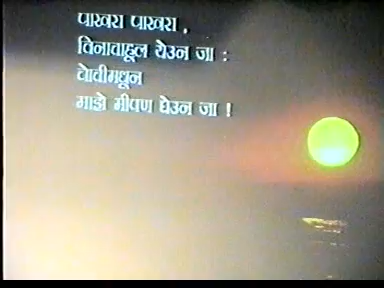 पाखरा पाखरा ,
विनावाहूल येउन जा :
चोचीमधून
माझे मीपण घेउन जा !